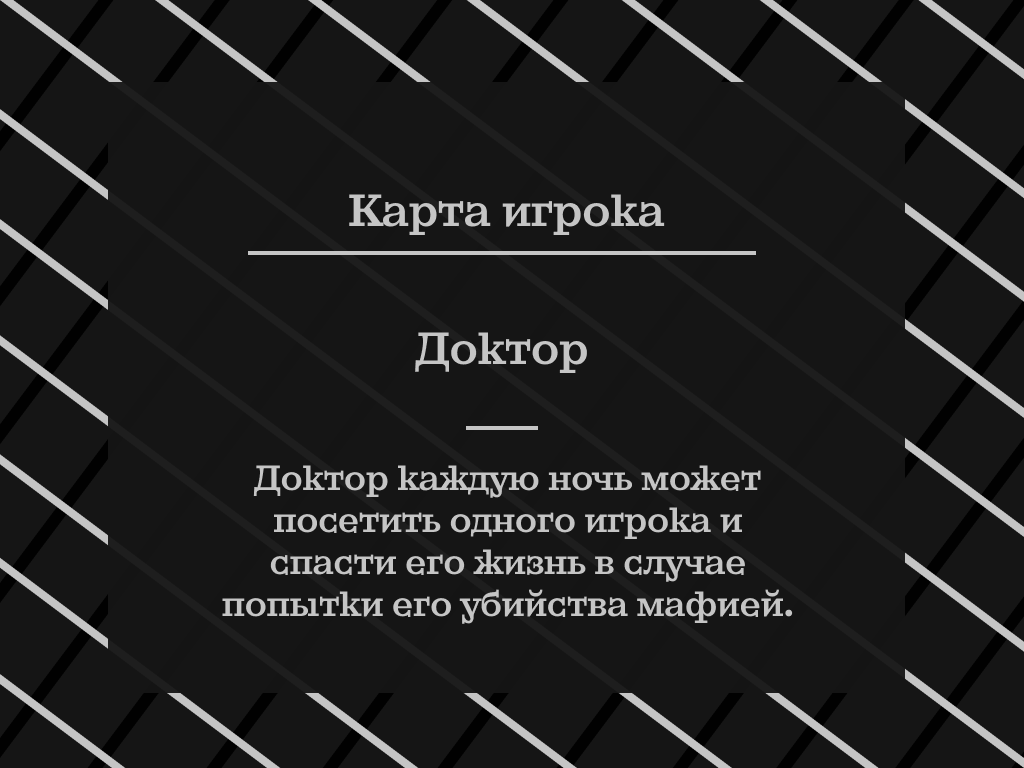 Карта игрока
Доктор
Доктор каждую ночь может
посетить одного игрока и
спасти его жизнь в случае
попытки его убийства мафией.